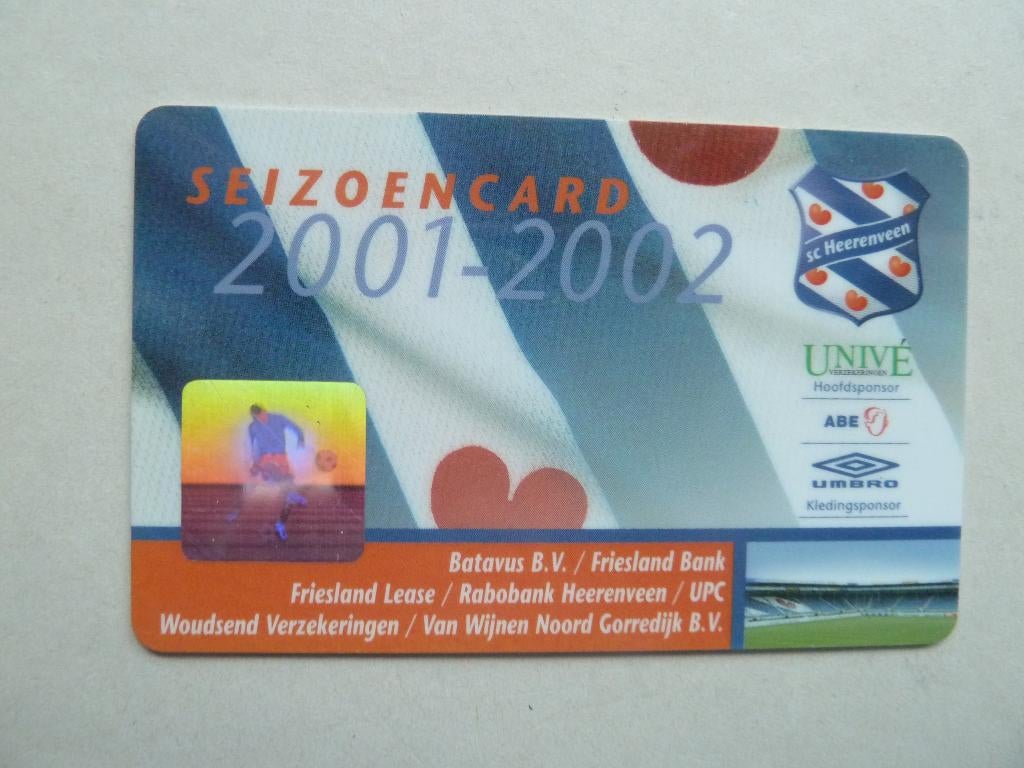 SEIZOENCARD
2001-2002
sc Heerenveen
UNIVÉ
VERZEKERINGEN
Hoofdsponsor
ABE
UMBRO
Kledingsponsor
Batavus B.V. / Friesland Bank
Friesland Lease / Rabobank Heerenveen / UPC
Woudsend Verzekeringen / Van Wijnen Noord Gorredijk B.V.